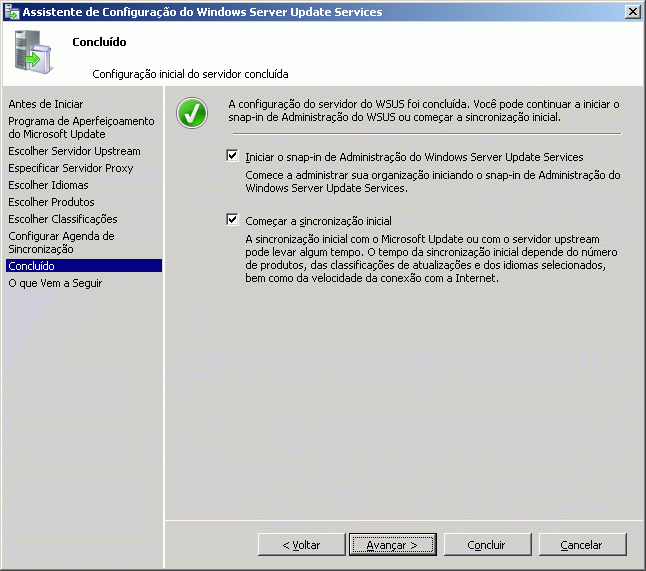 Assistente de Configuração do Windows Server Update Services
Concluído
Configuração inicial do servidor concluída
Antes de Iniciar
Programa de Aperfeiçoamento
do Microsoft Update
Escolher Servidor Upstream
Especificar Servidor Proxy
Escolher Idiomas
Escolher Produtos
Escolher Classificações
Configurar Agenda de
Sincronização
Concluído
O que Vem a Seguir
A configuração do servidor do WSUS foi concluída. Você pode continuar a iniciar o
snap-in de Administração do WSUS ou começar a sincronização inicial.
Iniciar o snap-in de Administração do Windows Server Update Services
Comece a administrar sua organização iniciando o snap-in de Administração do
Windows Server Update Services.
Começar a sincronização inicial
A sincronização inicial com o Microsoft Update ou com o servidor upstream
pode levar algum tempo. O tempo da sincronização inicial depende do número
de produtos, das classificações de atualizações e dos idiomas selecionados,
bem como da velocidade da conexão com a Internet.
< Voltar
Avançar >
Concluir
Cancelar